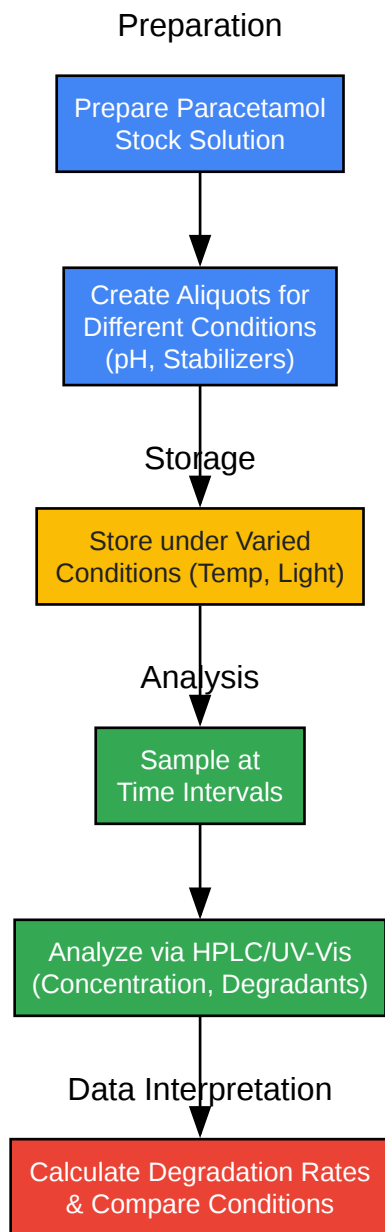 Preparation
Prepare Paracetamol
Stock Solution
Create Aliquots for
Different Conditions
(pH, Stabilizers)
Storage
Store under Varied
Conditions (Temp, Light)
Analysis
Sample at
Time Intervals
Analyze via HPLC/UV-Vis
(Concentration, Degradants)
Data Interpretation
Calculate Degradation Rates
& Compare Conditions